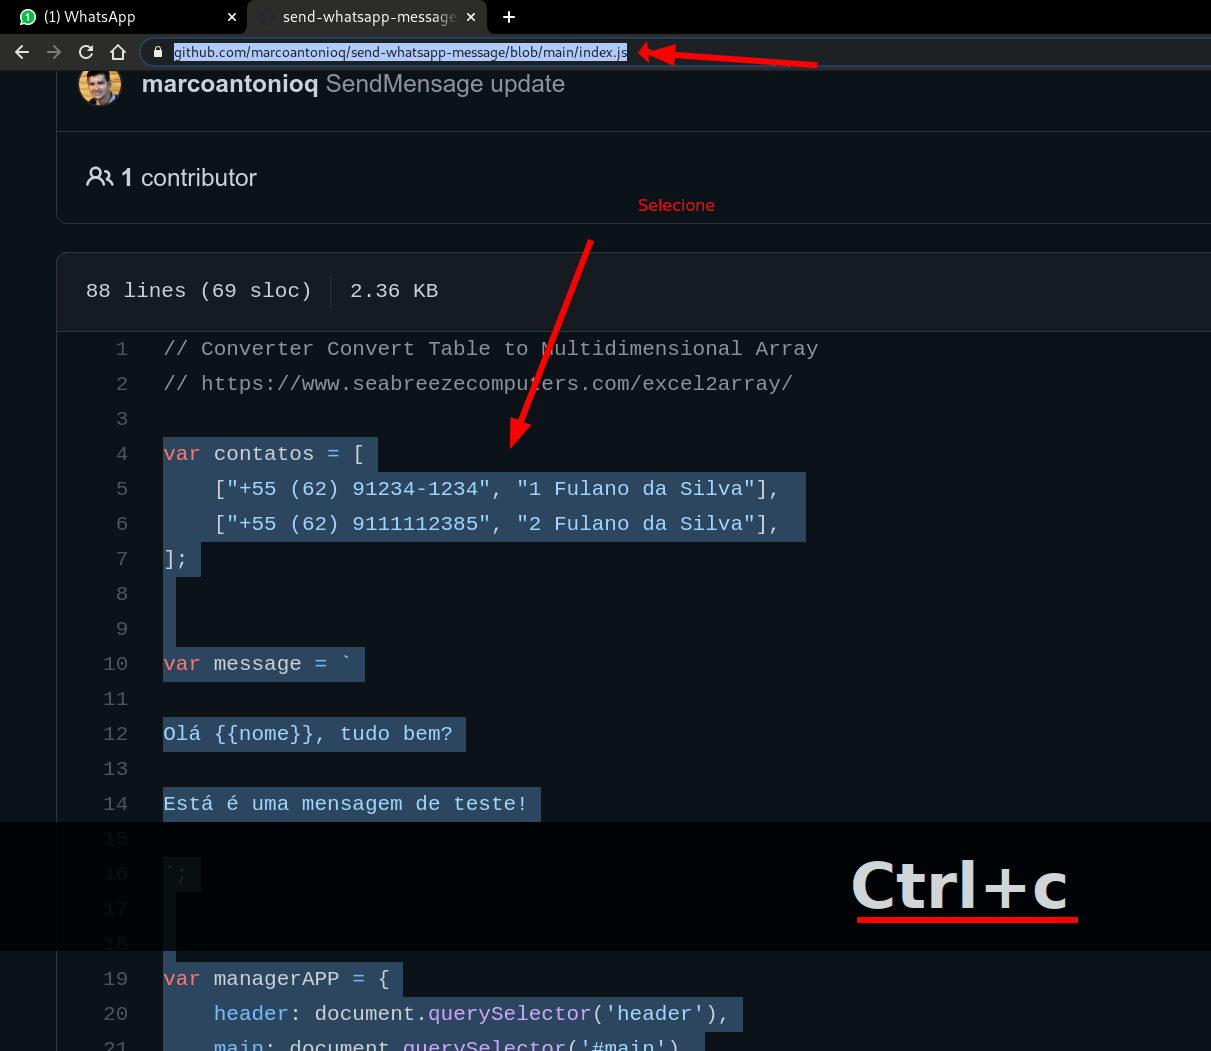 (1) WhatsApp
send-whatsapp-message
github.com/marcoantonioq/send-whatsapp-message/blob/main/index.js
marcoantonioq SendMessage update
1 contributor
Selecione
88 lines (69 sloc) 2.36 KB
1 // Converter Convert Table to Multidimensional Array
2 // https://www.seabreezecomputers.com/excel2array/
3
4 var contatos = [
5 ["+55 (62) 91234-1234", "1 Fulano da Silva"],
6 ["+55 (62) 9111112385", "2 Fulano da Silva"],
7 ];
8
9
10 var message = `
11
12 Olá {{nome}}, tudo bem?
13
14 Está é uma mensagem de teste!
15
16 `;
Ctrl+c
17
18
19 var managerAPP = {
20 header: document.querySelector('header'),
21 main: document.querySelector('#main'),